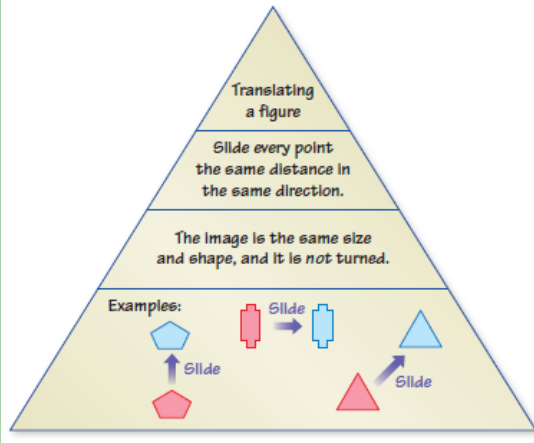 Translating
a figure
Slide every point
the same distance in
the same direction.
The image is the same size
and shape, and it is not turned.
Examples:
Slide
Slide
Slide